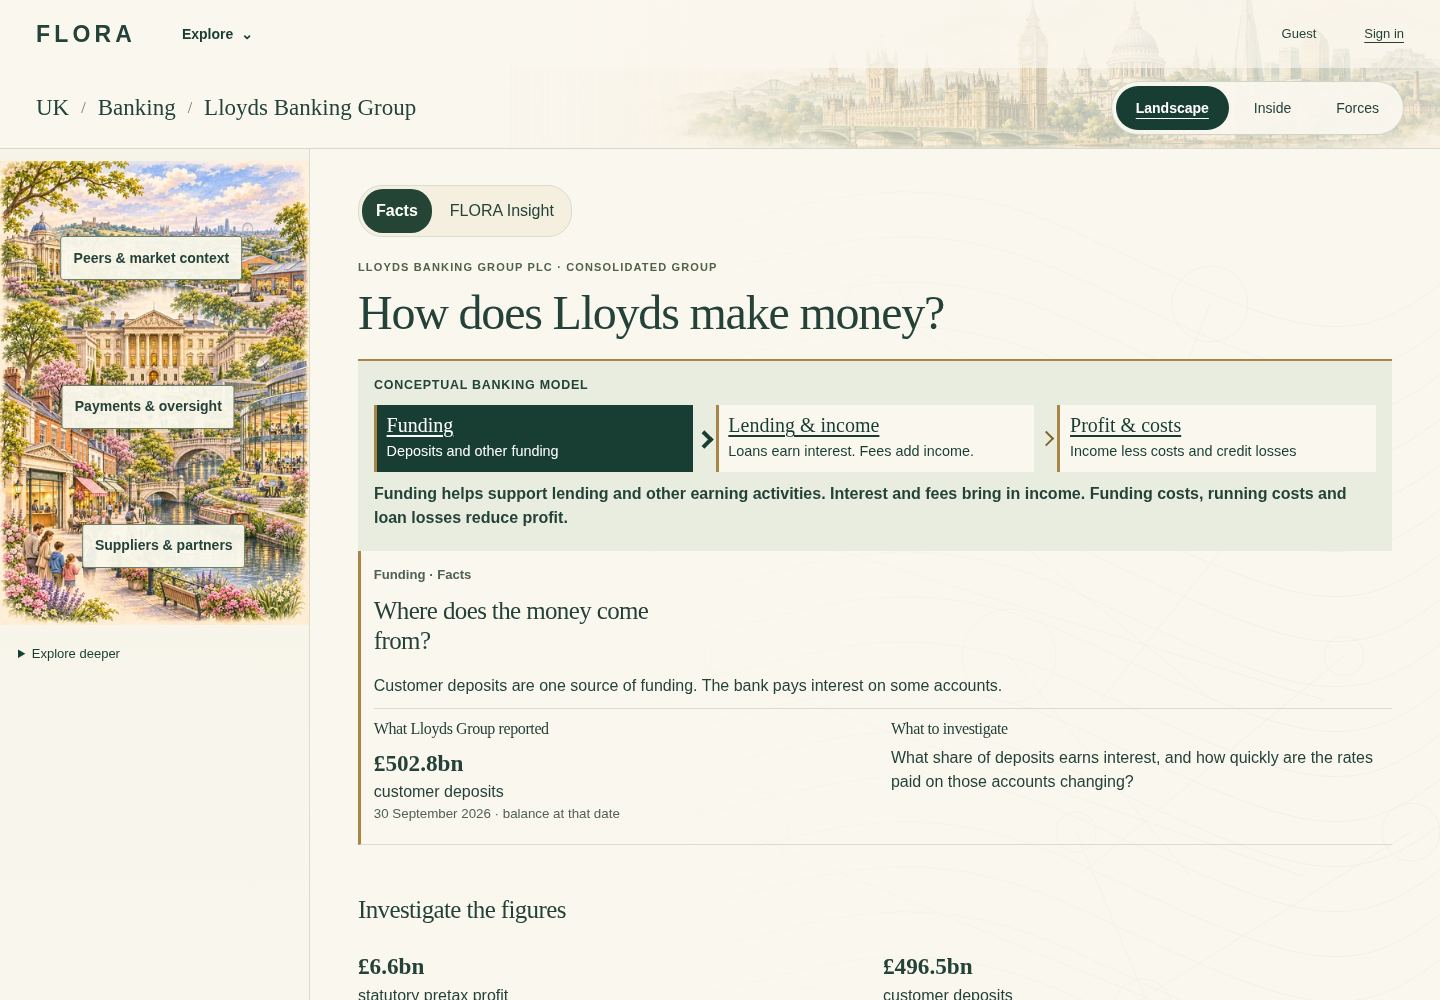 FLORA
Explore
Guest
Sign in
UK / Banking / Lloyds Banking Group
Landscape
Inside
Forces
Peers & market context
Payments & oversight
Suppliers & partners
Explore deeper
Facts
FLORA Insight
LLOYDS BANKING GROUP PLC · CONSOLIDATED GROUP
How does Lloyds make money?
CONCEPTUAL BANKING MODEL
Funding
Deposits and other funding
Lending & income
Loans earn interest. Fees add income.
Profit & costs
Income less costs and credit losses
Funding helps support lending and other earning activities. Interest and fees bring in income. Funding costs, running costs and
loan losses reduce profit.
Funding · Facts
Where does the money come
from?
Customer deposits are one source of funding. The bank pays interest on some accounts.
What Lloyds Group reported
£502.8bn
customer deposits
30 September 2026 · balance at that date
What to investigate
What share of deposits earns interest, and how quickly are the rates
paid on those accounts changing?
Investigate the figures
£6.6bn
statutory pretax profit
£496.5bn
customer deposits